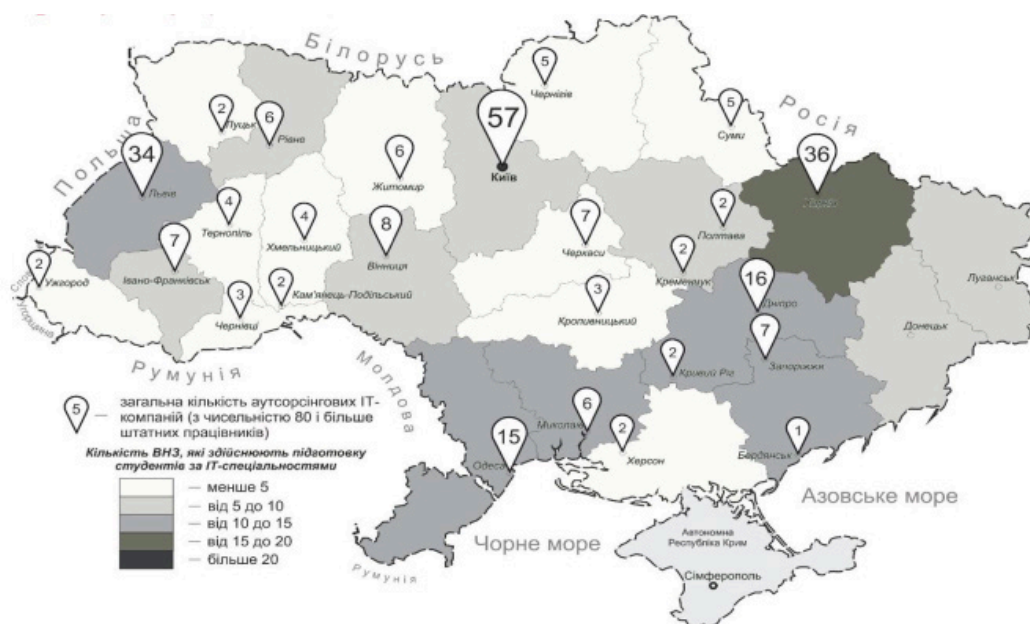 Білорусь
Польща
Росія
5
Чернігів
5
Суми
2
Луцьк
6
Рівне
57
Київ
34
Львів
6
Житомир
36
Харків
4
Тернопіль
4
Хмельницький
8
Вінниця
7
Черкаси
2
Полтава
7
Івано-Франківськ
2
Ужгород
2
Кам'янець-Подільський
3
Чернівці
3
Кропивницький
2
Кременчук
16
Дніпро
Луганськ
Донецьк
7
Запоріжжя
2
Кривий Ріг
Румунія
Молдова
6
Миколаїв
2
Херсон
1
Бердянськ
15
Одеса
5 — загальна кількість аутсорсінгових ІТ-
компаній (з чисельністю 80 і більше
штатних працівників)
Кількість ВНЗ, які здійснюють підготовку
студентів за ІТ-спеціальностями
— менше 5
— від 5 до 10
— від 10 до 15
— від 15 до 20
— більше 20
Румунія
Чорне море
Азовське море
Автономна
Республіка Крим
Сімферополь